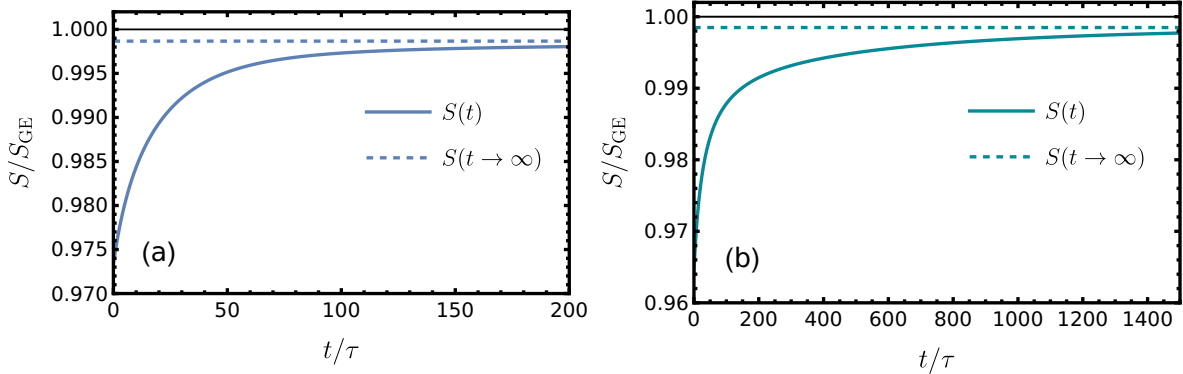 1.000
0.995
0.990
0.985
0.980
0.975
0.970
S/S_GE
S(t)
S(t → ∞)
(a)
0 50 100 150 200
t/τ
1.00
0.99
0.98
0.97
0.96
S/S_GE
S(t)
S(t → ∞)
(b)
0 200 400 600 800 1000 1200 1400
t/τ